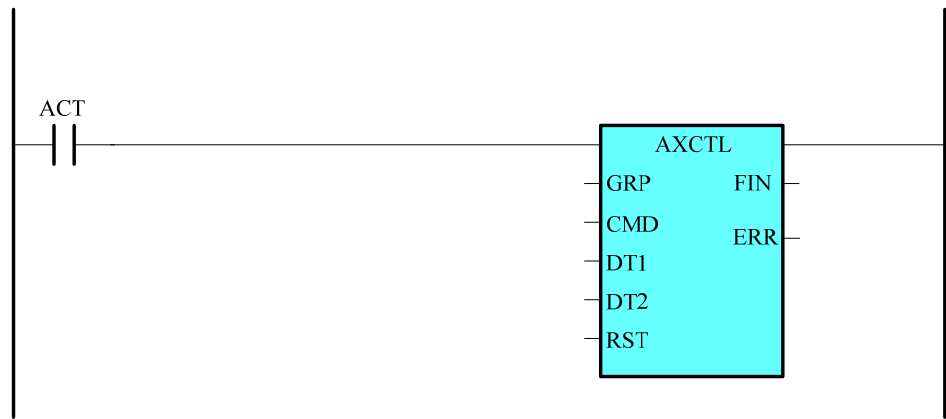 ACT
AXCTL
GRP FIN
CMD
ERR
DT1
DT2
RST